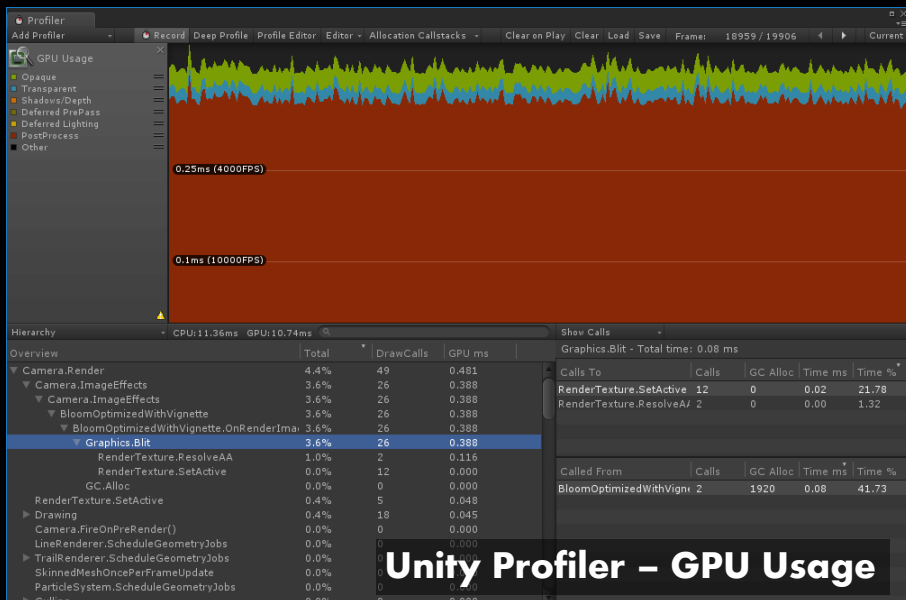 Profiler
Add Profiler Record Deep Profile Profile Editor Editor Allocation Callstacks Clear on Play Clear Load Save Frame: 18959 / 19906 Current
GPU Usage
Opaque
Transparent
Shadows/Depth
Deferred PrePass
Deferred Lighting
PostProcess
Other
0.25ms (4000FPS)
0.1ms (10000FPS)
Hierarchy CPU:11.36ms GPU:10.74ms
Overview Total DrawCalls GPU ms
Camera.Render 4.4% 49 0.481
Camera.ImageEffects 3.6% 26 0.388
Camera.ImageEffects 3.6% 26 0.388
BloomOptimizedWithVignette 3.6% 26 0.388
BloomOptimizedWithVignette.OnRenderImag 3.6% 26 0.388
Graphics.Blit 3.6% 26 0.388
RenderTexture.ResolveAA 1.0% 2 0.116
RenderTexture.SetActive 0.0% 12 0.000
GC.Alloc 0.0% 0 0.000
RenderTexture.SetActive 0.4% 5 0.048
Drawing 0.4% 18 0.045
Camera.FireOnPreRender() 0.0% 0 0.000
LineRenderer.ScheduleGeometryJobs 0.0% 0 0.000
TrailRenderer.ScheduleGeometryJobs 0.0%
SkinnedMeshOncePerFrameUpdate 0.0%
ParticleSystem.ScheduleGeometryJobs 0.0%
Show Calls
Graphics.Blit - Total time: 0.08 ms
Calls To Calls GC Alloc Time ms Time %
RenderTexture.SetActive 12 0 0.02 21.78
RenderTexture.ResolveAA 2 0 0.00 1.32
Called From Calls GC Alloc Time ms Time %
BloomOptimizedWithVigne 2 1920 0.08 41.73
Unity Profiler – GPU Usage